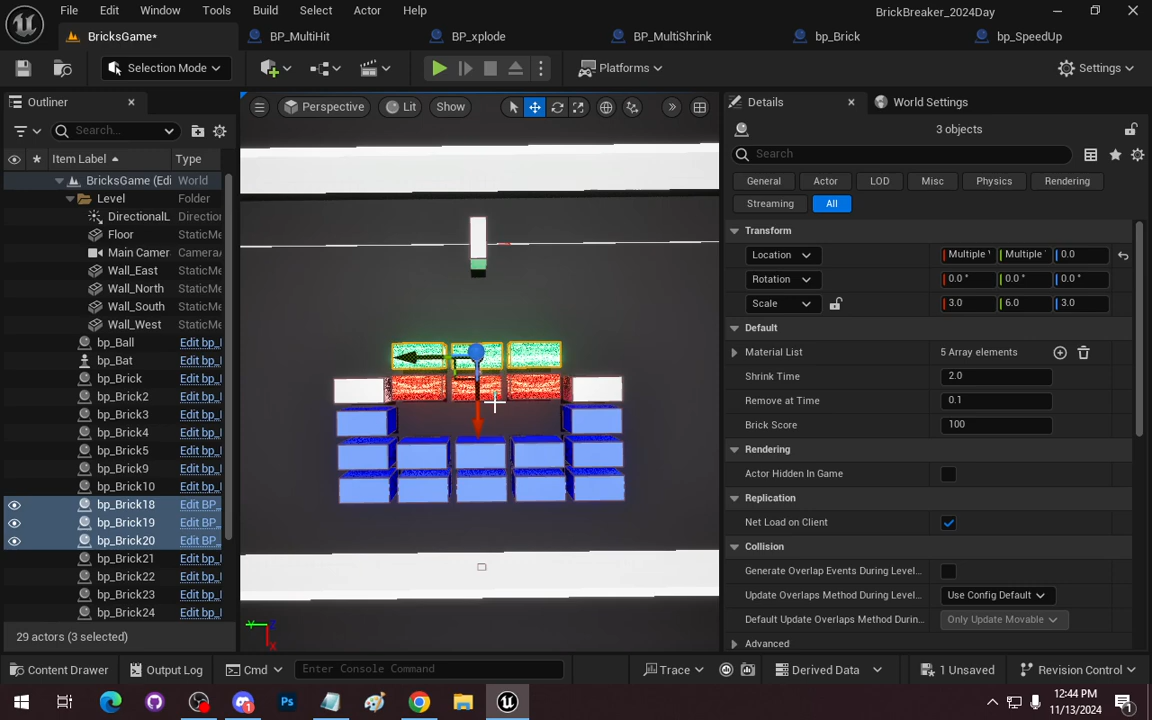 File Edit Window Tools Build Select Actor Help BrickBreaker_2024Day
BricksGame* BP_MultiHit BP_xplode BP_MultiShrink bp_Brick bp_SpeedUp
Selection Mode Platforms Settings
Outliner
Search...
Item Label Type
BricksGame (Edi World
Level Folder
DirectionalL Direction
Floor StaticMe
Main Camer Camera
Wall_East StaticMe
Wall_North StaticMe
Wall_South StaticMe
Wall_West StaticMe
bp_Ball Edit bp_
bp_Bat Edit bp_
bp_Brick Edit bp_
bp_Brick2 Edit bp_
bp_Brick3 Edit bp_
bp_Brick4 Edit bp_
bp_Brick5 Edit bp_
bp_Brick9 Edit bp_
bp_Brick10 Edit bp_
bp_Brick18 Edit BP_
bp_Brick19 Edit BP_
bp_Brick20 Edit BP_
bp_Brick21 Edit bp_
bp_Brick22 Edit bp_
bp_Brick23 Edit bp_
bp_Brick24 Edit bp_
29 actors (3 selected)
Perspective Lit Show
Y Z
X
Details World Settings
3 objects
Search
General Actor LOD Misc Physics Rendering
Streaming All
Transform
Location Multiple Multiple 0.0
Rotation 0.0 ° 0.0 ° 0.0 °
Scale 3.0 6.0 3.0
Default
Material List 5 Array elements
Shrink Time 2.0
Remove at Time 0.1
Brick Score 100
Rendering
Actor Hidden In Game
Replication
Net Load on Client
Collision
Generate Overlap Events During Level...
Update Overlaps Method During Level... Use Config Default
Default Update Overlaps Method Durin... Only Update Movable
Advanced
Content Drawer Output Log Cmd Enter Console Command Trace Derived Data 1 Unsaved Revision Control
12:44 PM
11/13/2024
Ps
1